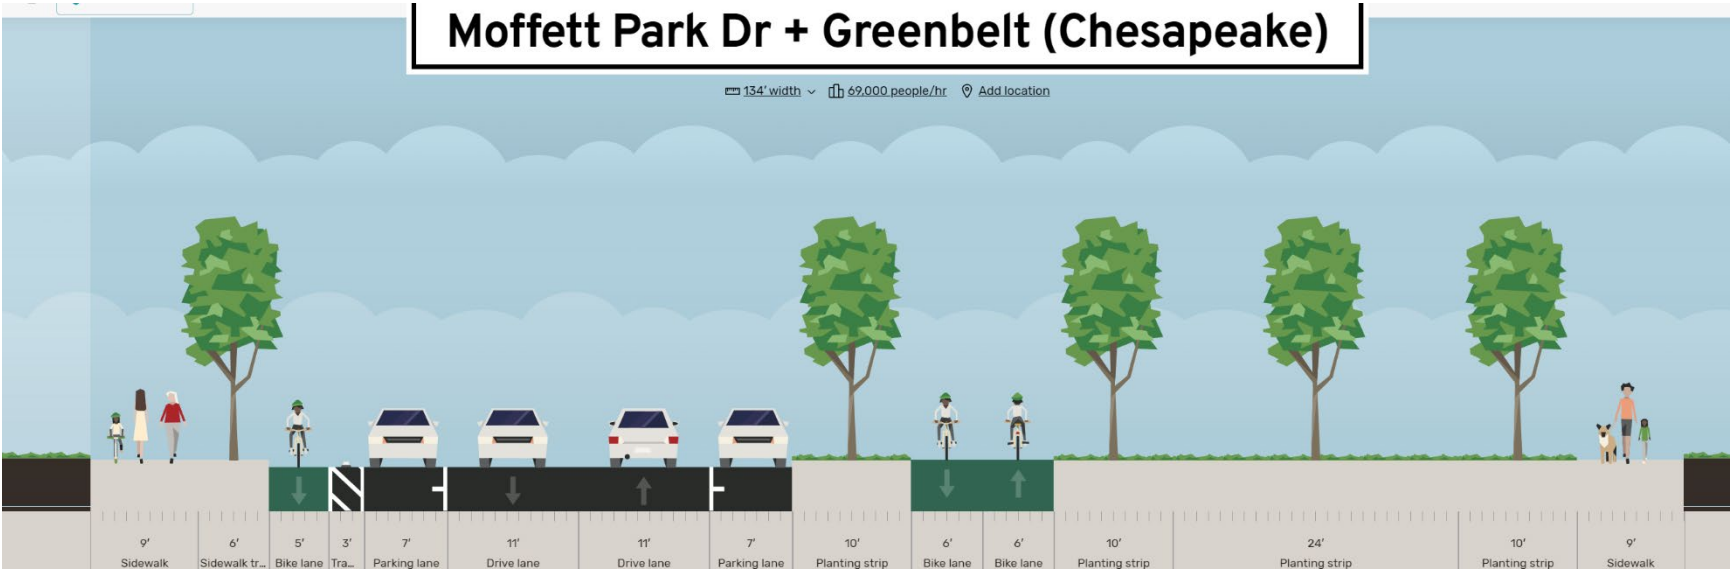 Moffett Park Dr + Greenbelt (Chesapeake)
134' width 69,000 people/hr Add location
9' 6' 5' 3' 7' 11' 11' 7' 10' 6' 6' 10' 24' 10' 9'
Sidewalk Sidewalk tr... Bike lane Tra... Parking lane Drive lane Drive lane Parking lane Planting strip Bike lane Bike lane Planting strip Planting strip Planting strip Sidewalk